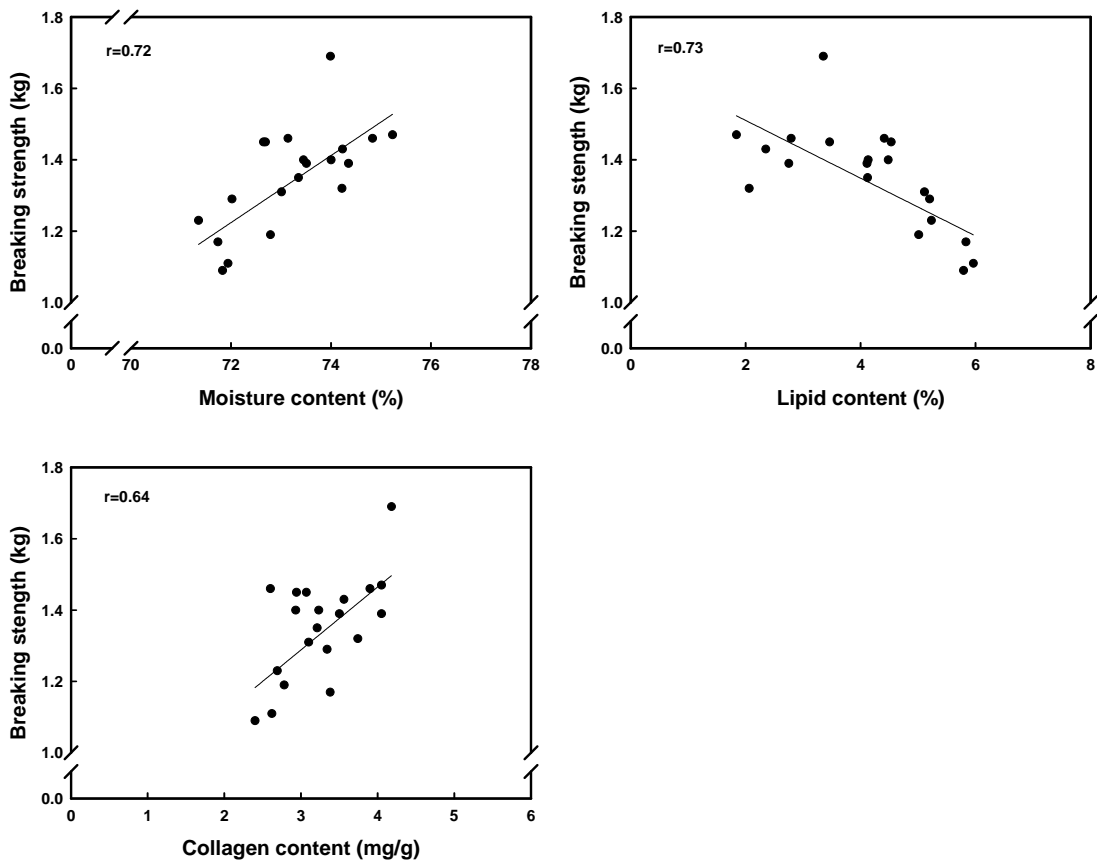 1.8
r=0.72
1.6
1.4
1.2
1.0
0.0
Breaking strength (kg)
0 70 72 74 76 78
Moisture content (%)
1.8
r=0.73
1.6
1.4
1.2
1.0
0.0
Breaking stength (kg)
0 2 4 6 8
Lipid content (%)
1.8
r=0.64
1.6
1.4
1.2
1.0
0.0
Breaking stength (kg)
0 1 2 3 4 5 6
Collagen content (mg/g)